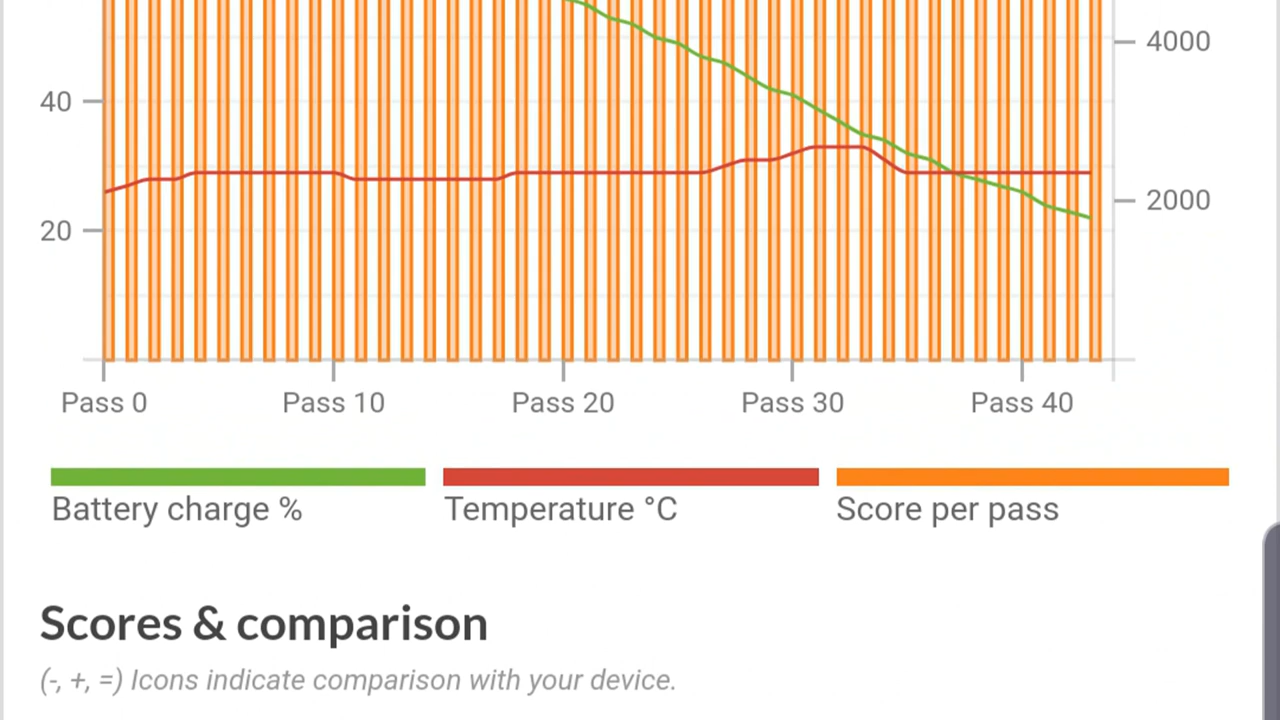 4000
40
2000
20
Pass 0 Pass 10 Pass 20 Pass 30 Pass 40
Battery charge % Temperature °C Score per pass
Scores & comparison
(-, +, =) Icons indicate comparison with your device.